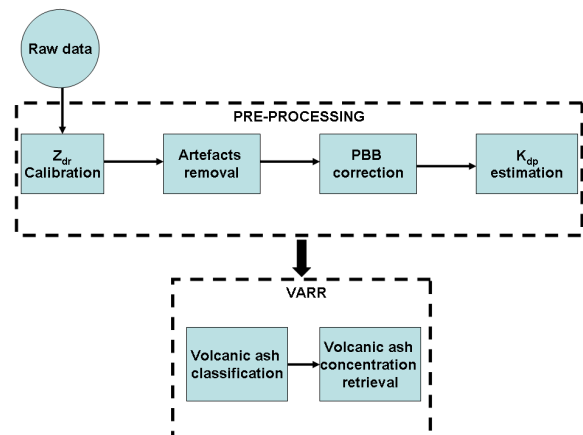 Raw data
PRE-PROCESSING
Zdr
Calibration
Artefacts
removal
PBB
correction
Kdp
estimation
VARR
Volcanic ash
classification
Volcanic ash
concentration
retrieval